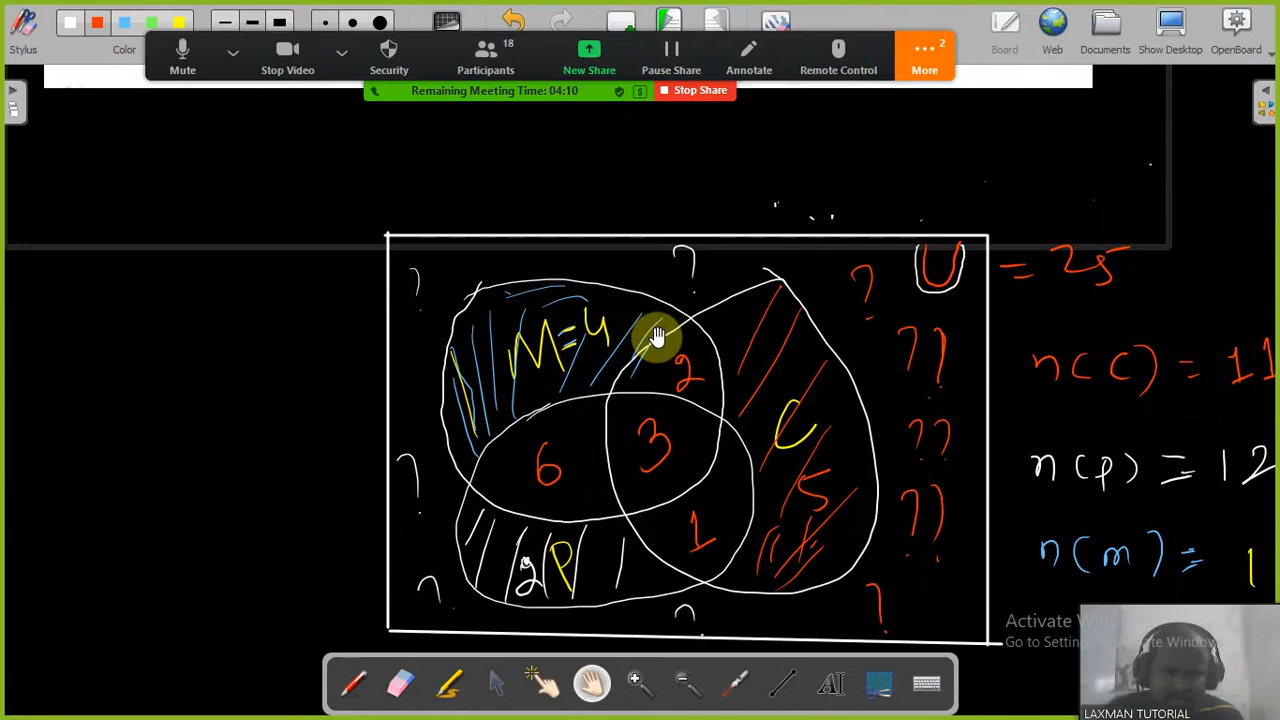 Stylus
Color
Board
Web
Documents
Show Desktop
OpenBoard
Mute
Stop Video
Security
18
Participants
New Share
Pause Share
Annotate
Remote Control
2
More
Remaining Meeting Time: 04:10
Stop Share
? ? ? U = 25
M=4 2 ??
n(C) = 11
C
6 3 ??
? n(p) = 12
5 ??
1
2 P n(m) = 1
? ? ?
Activate Windows
Go to Settings to activate Windows.
AI
LAXMAN TUTORIAL